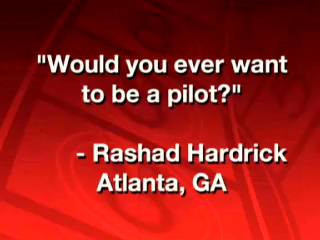 "Would you ever want
to be a pilot?"
- Rashad Hardrick
Atlanta, GA